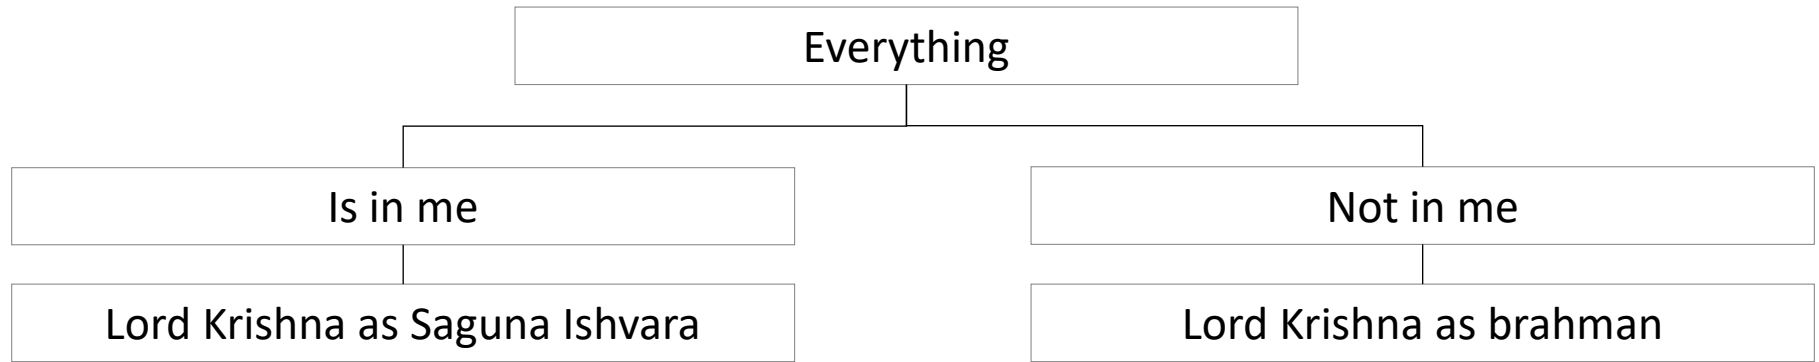 Everything
Is in me
Not in me
Lord Krishna as Saguna Ishvara
Lord Krishna as brahman